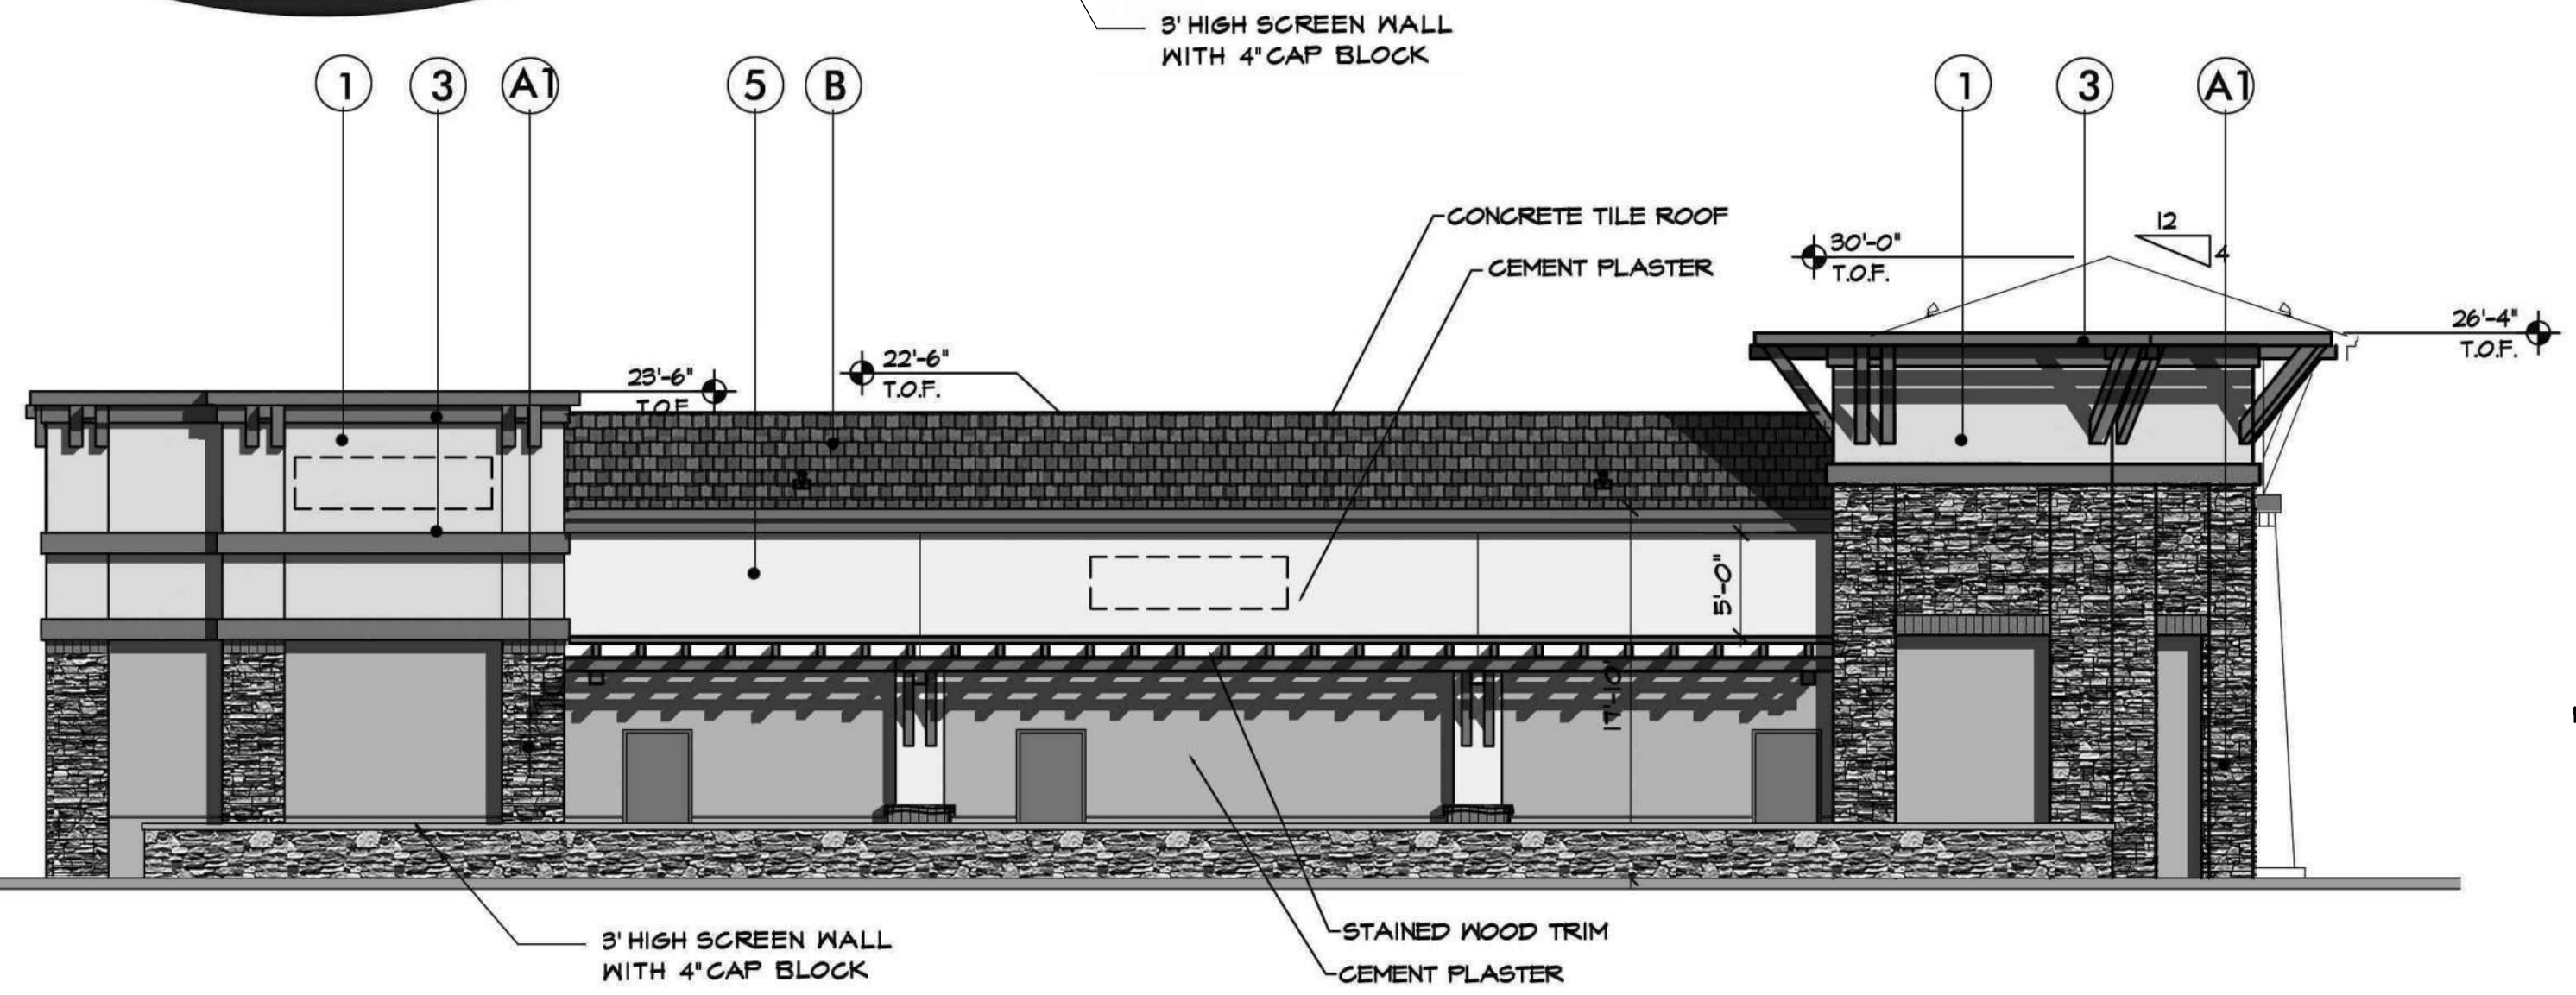 3' HIGH SCREEN WALL
WITH 4" CAP BLOCK
1
3
A1
5
B
1
3
A1
CONCRETE TILE ROOF
CEMENT PLASTER
30'-0"
T.O.F.
12
4
26'-4"
T.O.F.
23'-6"
T.O.F.
22'-6"
T.O.F.
5'-0"
17'-10"
3' HIGH SCREEN WALL
WITH 4" CAP BLOCK
STAINED WOOD TRIM
CEMENT PLASTER